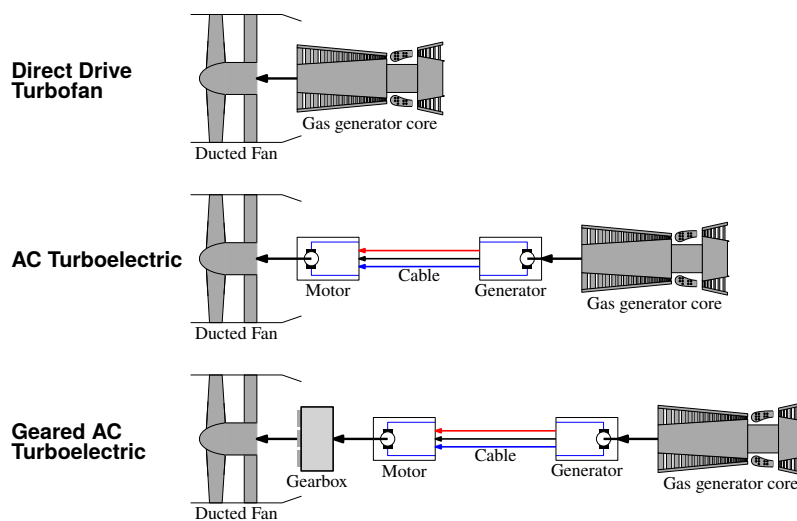 Direct Drive
Turbofan
Gas generator core
Ducted Fan
AC Turboelectric
Motor
Cable
Generator
Gas generator core
Ducted Fan
Geared AC
Turboelectric
Gearbox
Motor
Cable
Generator
Gas generator core
Ducted Fan